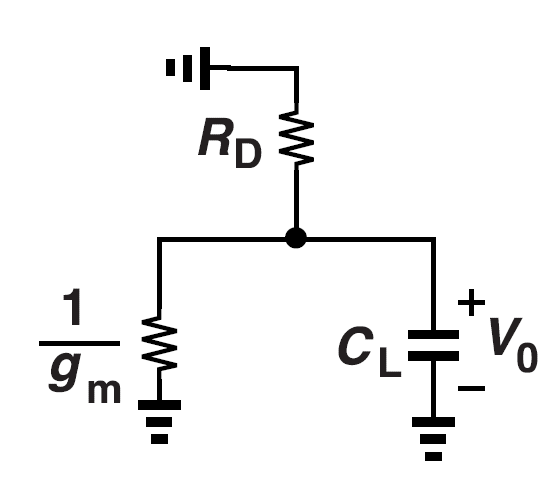 R_D
1
g_m
C_L
+
V_0
−